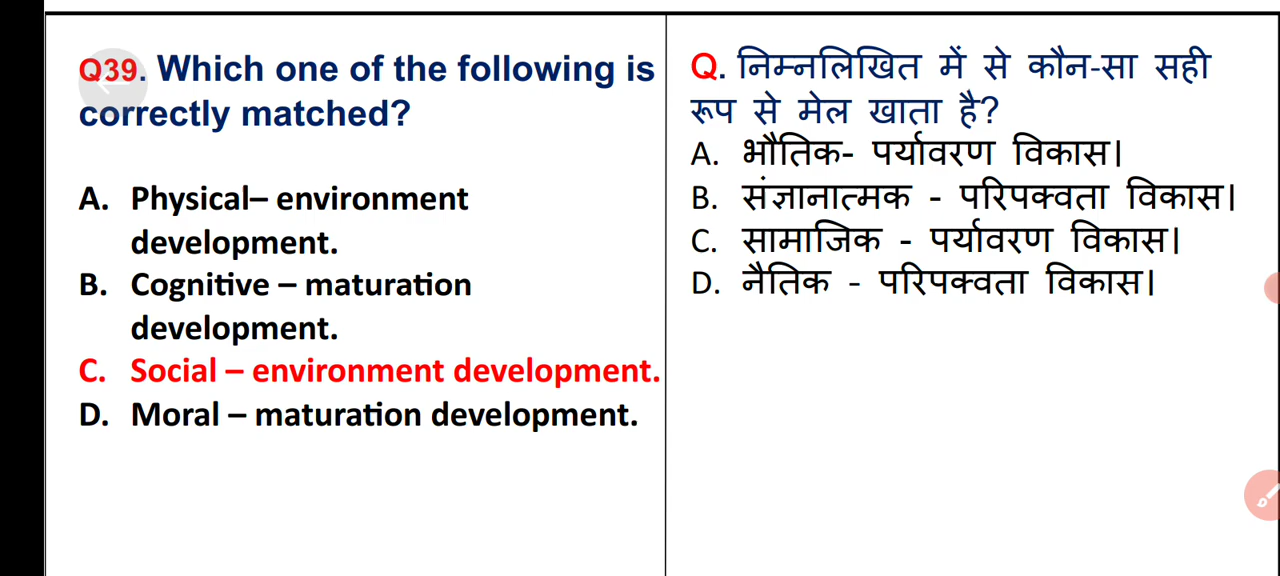 Q39. Which one of the following is
correctly matched?
A. Physical– environment
development.
B. Cognitive – maturation
development.
C. Social – environment development.
D. Moral – maturation development.
Q. निम्नलिखित में से कौन-सा सही
रूप से मेल खाता है?
A. भौतिक- पर्यावरण विकास।
B. संज्ञानात्मक - परिपक्वता विकास।
C. सामाजिक - पर्यावरण विकास।
D. नैतिक - परिपक्वता विकास।